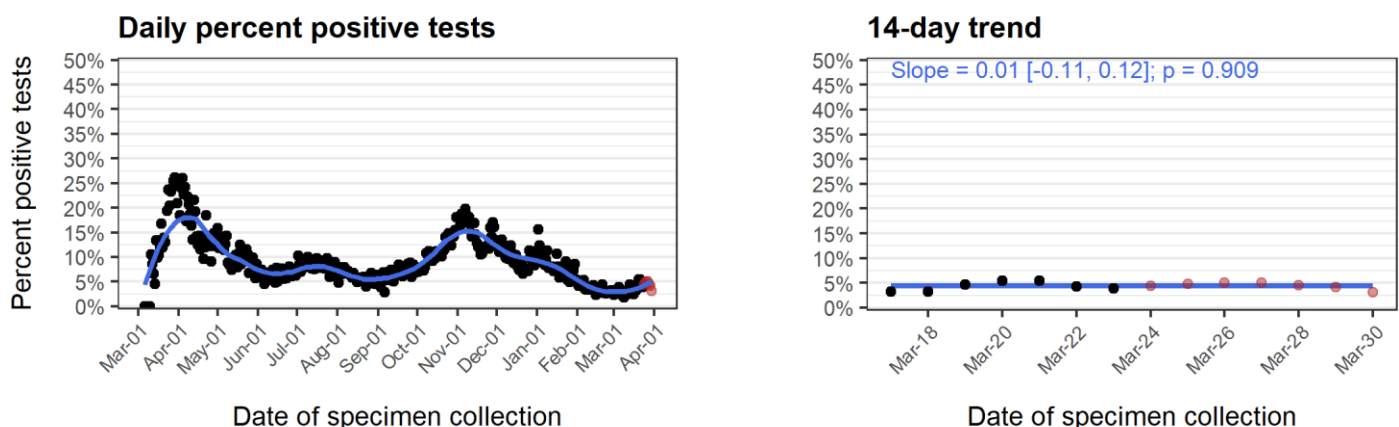 Daily percent positive tests
Percent positive tests
50%
45%
40%
35%
30%
25%
20%
15%
10%
5%
0%
Mar-01
Apr-01
May-01
Jun-01
Jul-01
Aug-01
Sep-01
Oct-01
Nov-01
Dec-01
Jan-01
Feb-01
Mar-01
Apr-01
Date of specimen collection
14-day trend
Slope = 0.01 [-0.11, 0.12]; p = 0.909
50%
45%
40%
35%
30%
25%
20%
15%
10%
5%
0%
Mar-18
Mar-20
Mar-22
Mar-24
Mar-26
Mar-28
Mar-30
Date of specimen collection